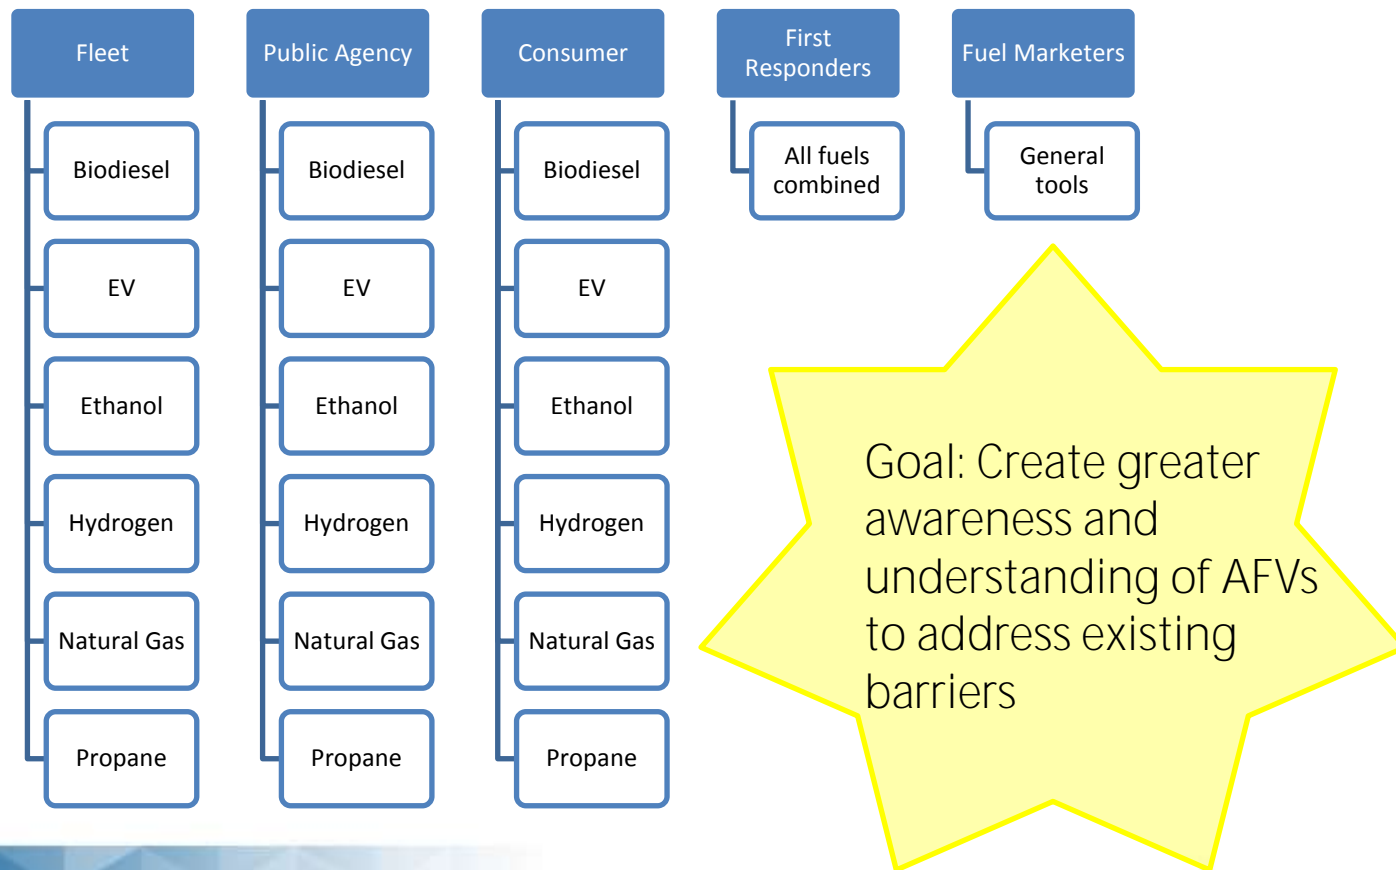 Fleet
Biodiesel
EV
Ethanol
Hydrogen
Natural Gas
Propane
Public Agency
Biodiesel
EV
Ethanol
Hydrogen
Natural Gas
Propane
Consumer
Biodiesel
EV
Ethanol
Hydrogen
Natural Gas
Propane
First
Responders
All fuels
combined
Fuel Marketers
General
tools
Goal: Create greater
awareness and
understanding of AFVs
to address existing
barriers